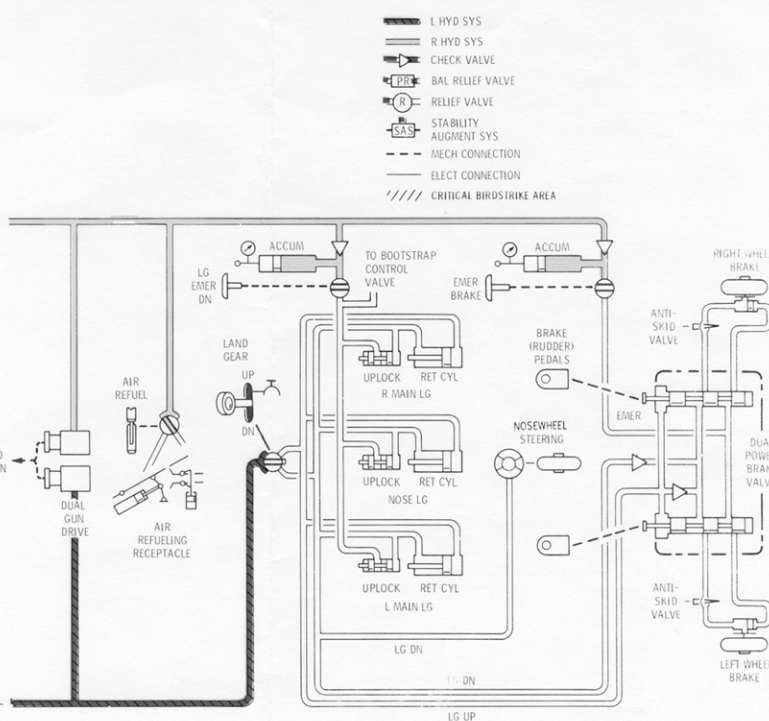 L HYD SYS
R HYD SYS
CHECK VALVE
PR
BAL RELIEF VALVE
R
RELIEF VALVE
SAS
STABILITY
AUGMENT SYS
MECH CONNECTION
ELECT CONNECTION
CRITICAL BIRDSTRIKE AREA
ACCUM
LG
EMER
DN
TO BOOTSTRAP
CONTROL
VALVE
ACCUM
EMER
BRAKE
RIGHT WHEEL
BRAKE
ANTI-
SKID
VALVE
LAND
GEAR
UP
DN
UPLOCK
RET CYL
R MAIN LG
BRAKE
(RUDDER)
PEDALS
AIR
REFUEL
EMER
NOSEWHEEL
STEERING
DUAL
POWER
BRAKE
VALVE
UPLOCK
RET CYL
NOSE LG
DUAL
GUN
DRIVE
AIR
REFUELING
RECEPTACLE
UPLOCK
RET CYL
L MAIN LG
ANTI-
SKID
VALVE
LG DN
LG DN
LG UP
LEFT WHEEL
BRAKE